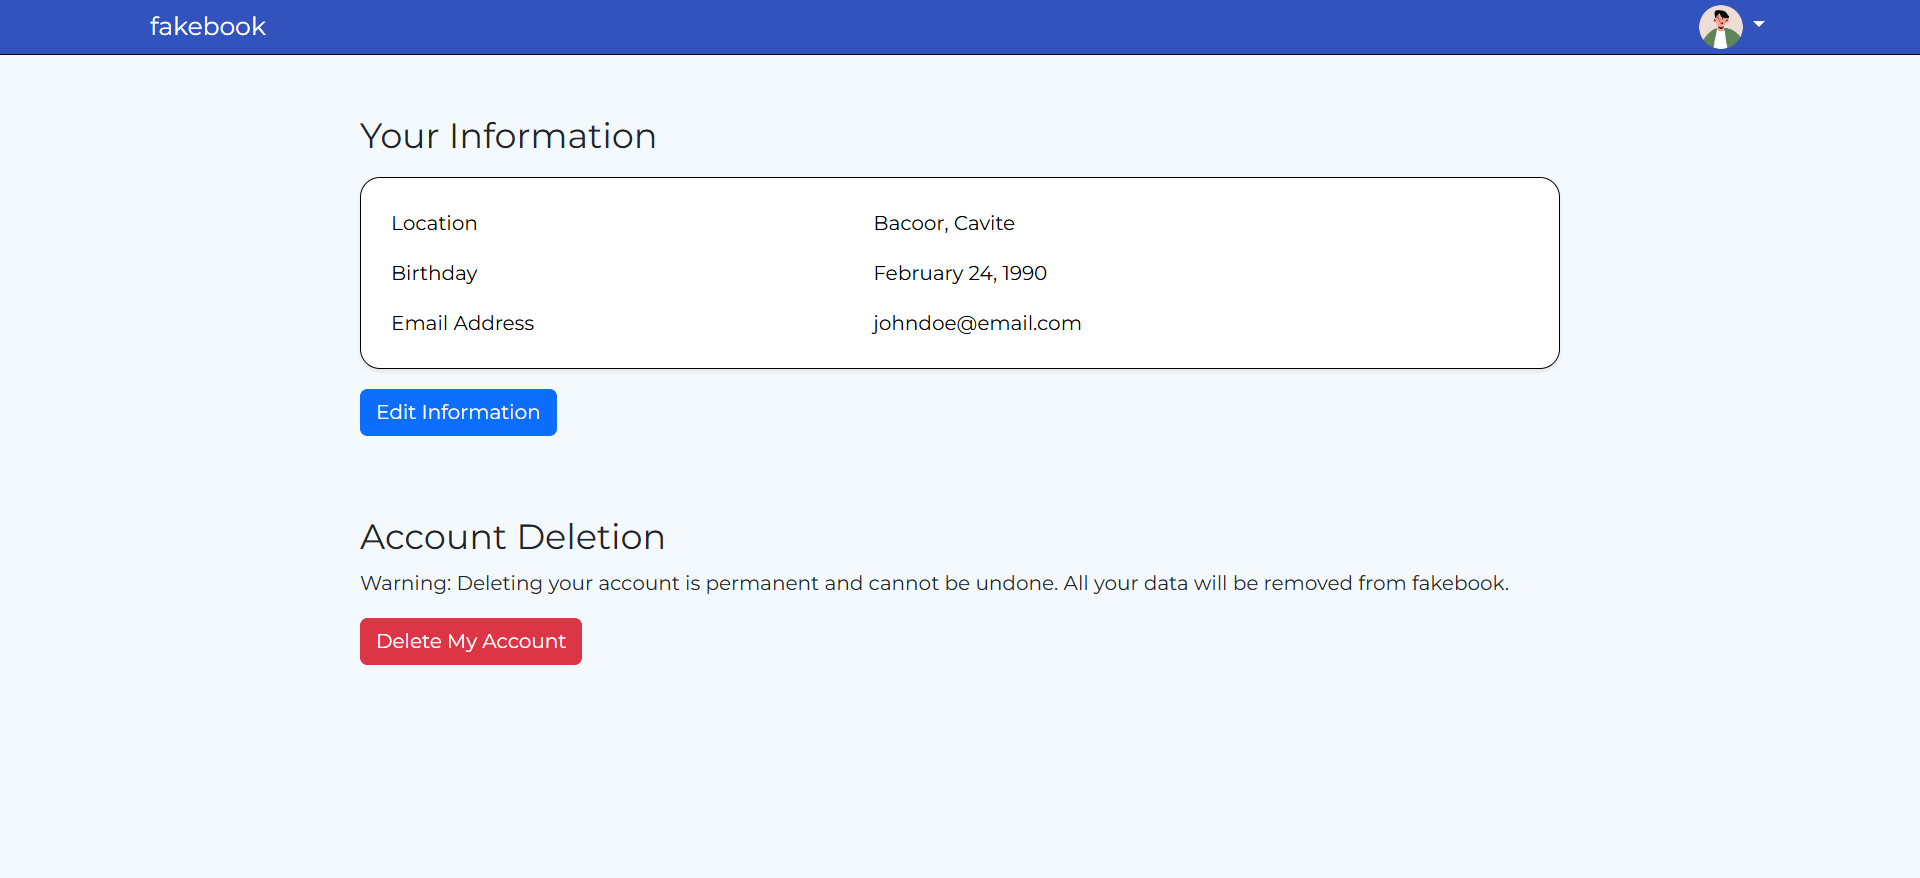 fakebook
Your Information
Location Bacoor, Cavite
Birthday February 24, 1990
Email Address johndoe@email.com
Edit Information
Account Deletion
Warning: Deleting your account is permanent and cannot be undone. All your data will be removed from fakebook.
Delete My Account